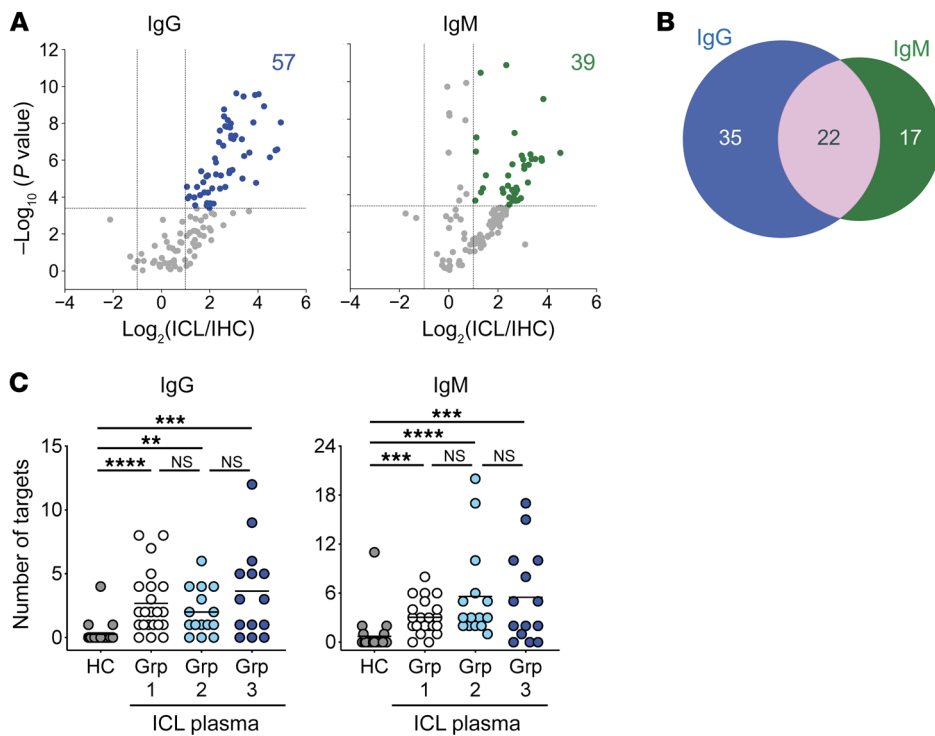 A
IgG
IgM
57
39
12
10
8
6
4
2
0
–Log10 (P value)
−4 −2 0 2 4 6
−4 −2 0 2 4 6
Log2(ICL/IHC)
Log2(ICL/IHC)
B
IgG
IgM
35
22
17
C
IgG
IgM
***
**
**** NS NS
***
****
*** NS NS
15
10
5
0
24
18
12
6
0
Number of targets
HC Grp Grp Grp
1 2 3
ICL plasma
HC Grp Grp Grp
1 2 3
ICL plasma